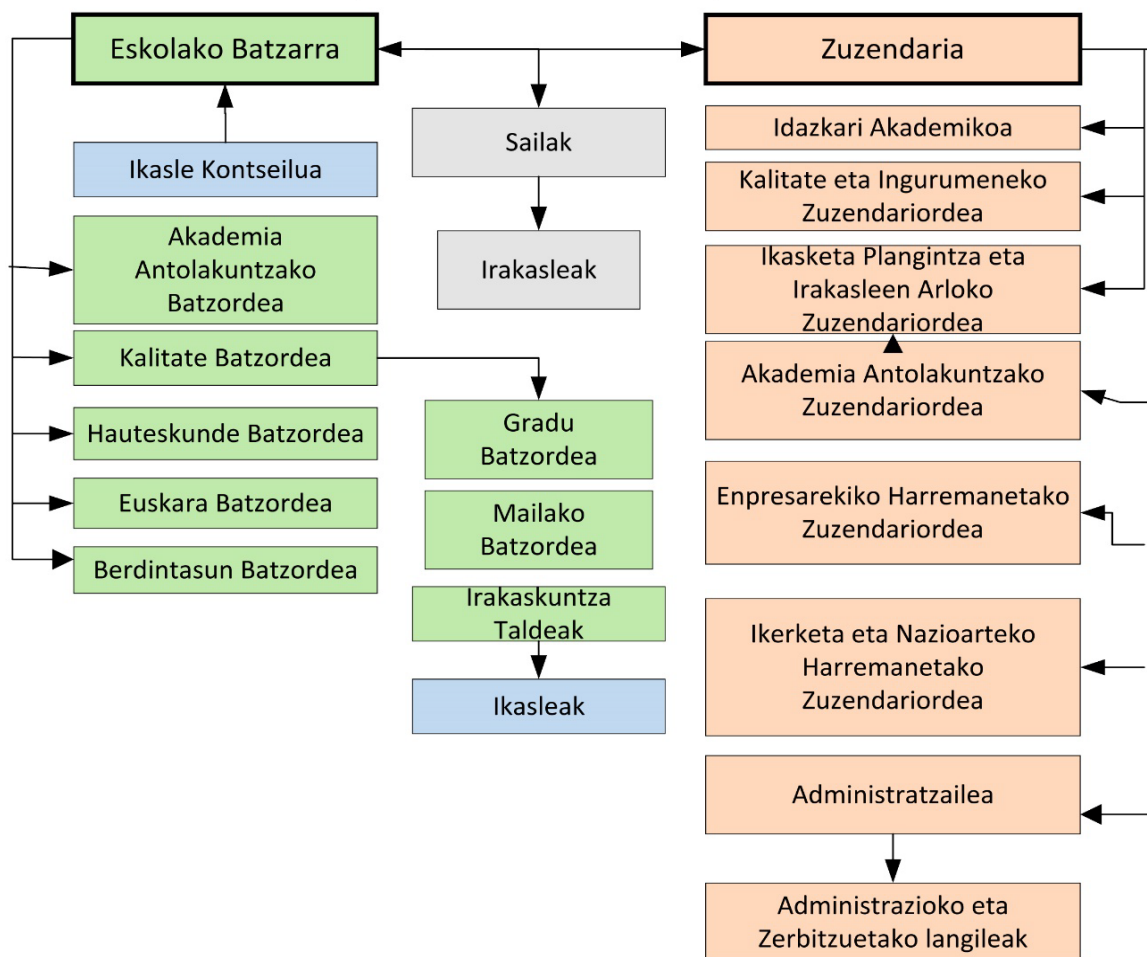 Eskolako Batzarra
Ikasle Kontseilua
Akademia
Antolakuntzako
Batzordea
Kalitate Batzordea
Hauteskunde Batzordea
Euskara Batzordea
Berdintasun Batzordea
Sailak
Irakasleak
Gradu
Batzordea
Mailako
Batzordea
Irakaskuntza
Taldeak
Ikasleak
Zuzendaria
Idazkari Akademikoa
Kalitate eta Ingurumeneko
Zuzendariordea
Ikasketa Plangintza eta
Irakasleen Arloko
Zuzendariordea
Akademia Antolakuntzako
Zuzendariordea
Enpresarekiko Harremanetako
Zuzendariordea
Ikerketa eta Nazioarteko
Harremanetako
Zuzendariordea
Administratzailea
Administrazioko eta
Zerbitzuetako langileak